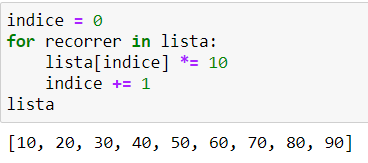 indice = 0
for recorrer in lista:
    lista[indice] *= 10
    indice += 1
lista
[10, 20, 30, 40, 50, 60, 70, 80, 90]